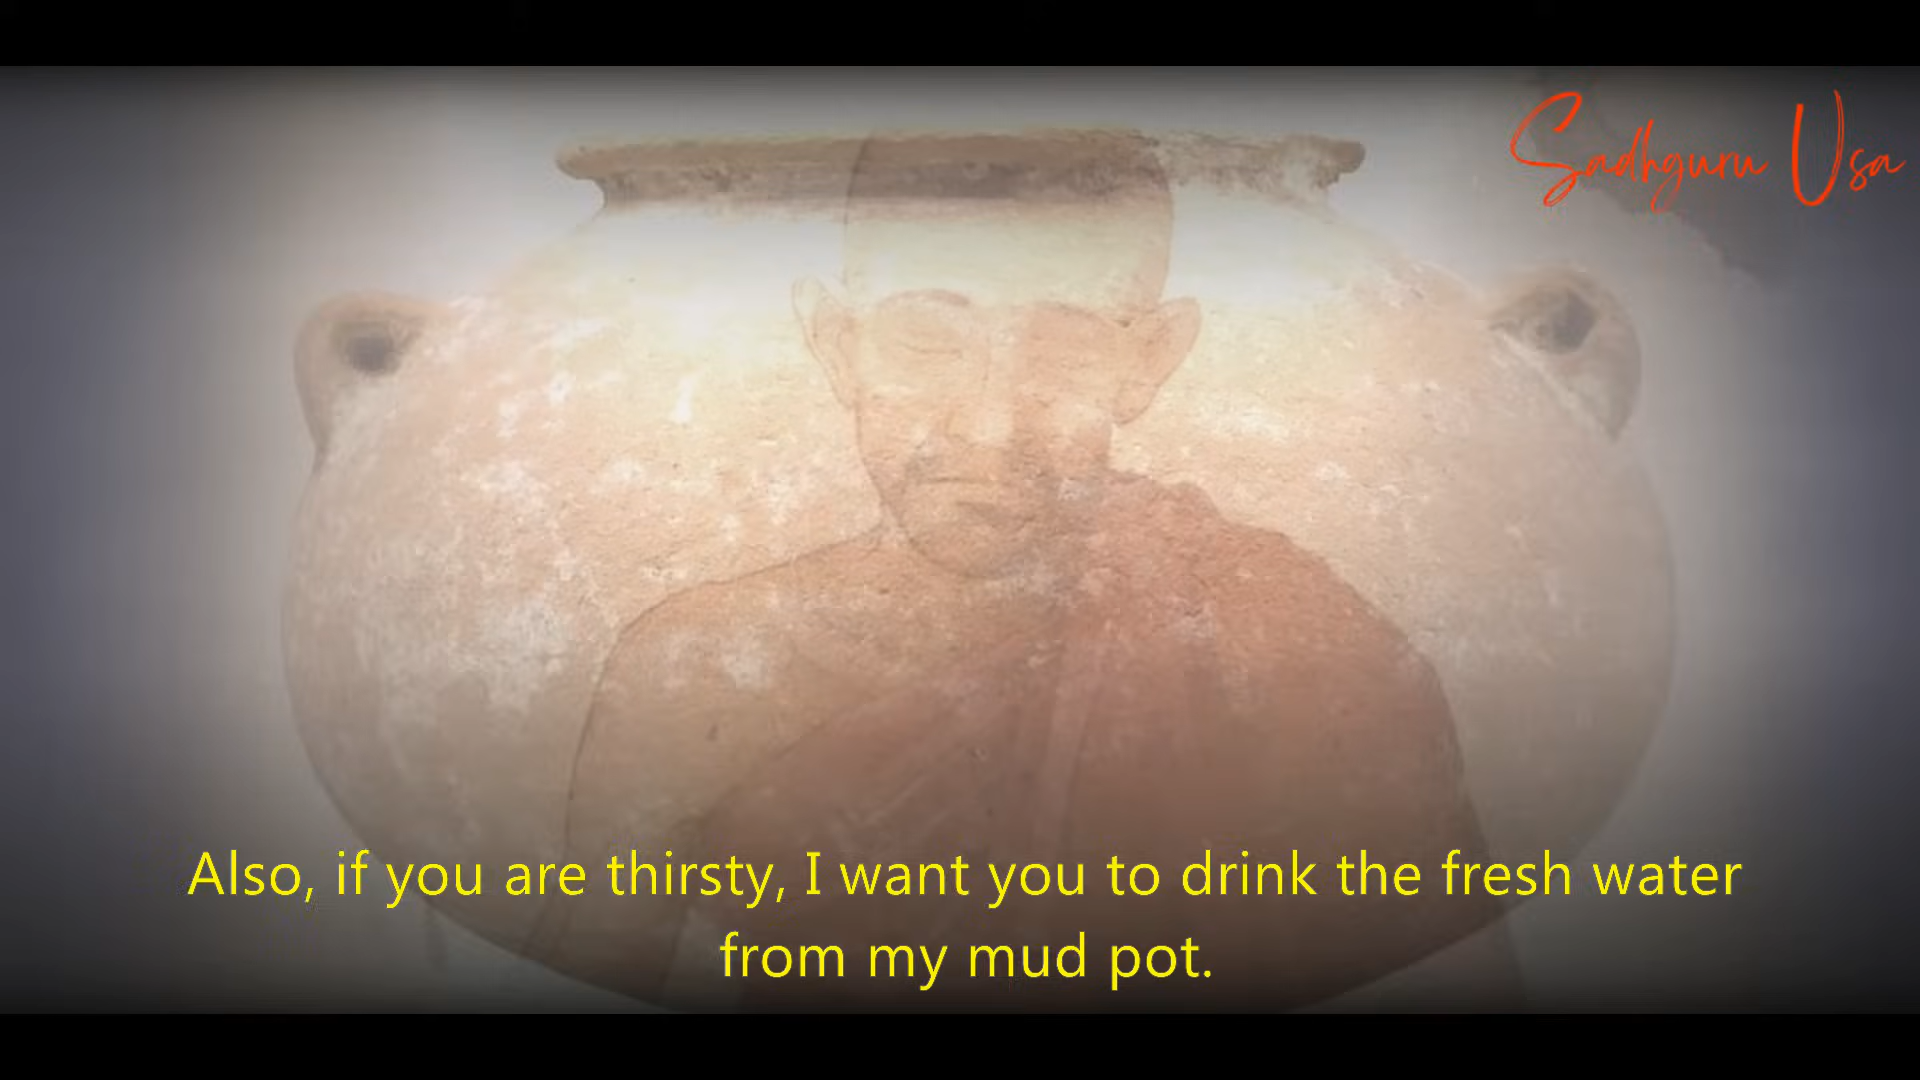 Sadhguru Usa
Also, if you are thirsty, I want you to drink the fresh water
from my mud pot.